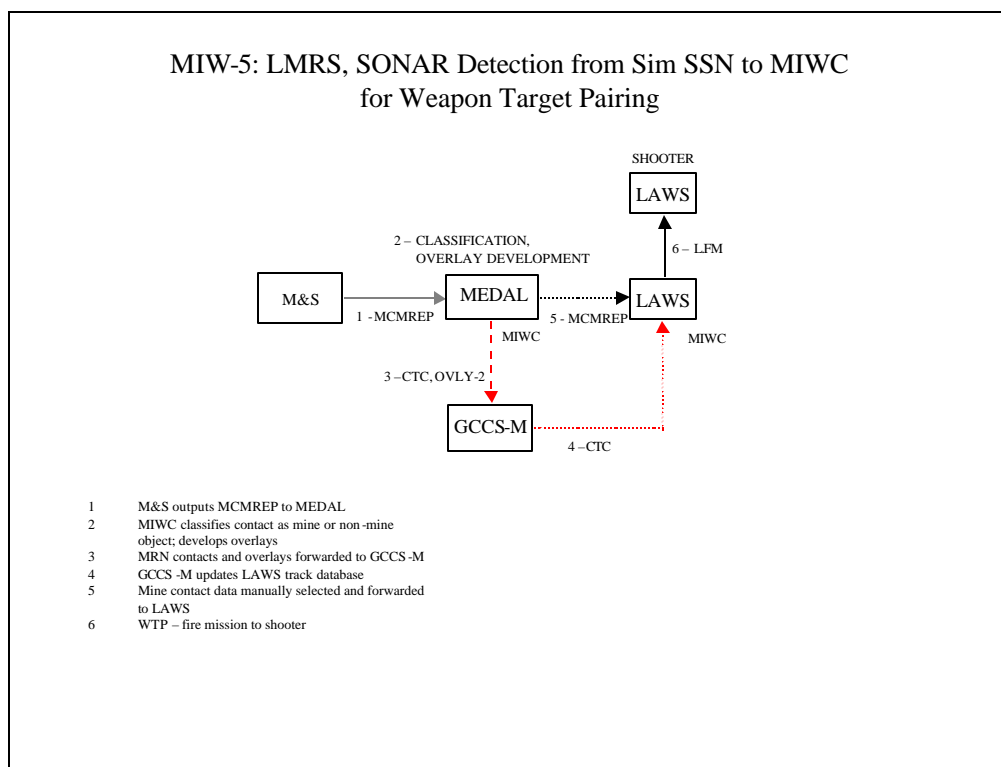 MIW-5: LMRS, SONAR Detection from Sim SSN to MIWC
for Weapon Target Pairing
SHOOTER
LAWS
6 – LFM
2 – CLASSIFICATION,
OVERLAY DEVELOPMENT
M&S
MEDAL
LAWS
1 -MCMREP
5 - MCMREP
MIWC
MIWC
3 –CTC, OVLY-2
GCCS-M
4 –CTC
1 M&S outputs MCMREP to MEDAL
2 MIWC classifies contact as mine or non -mine
object; develops overlays
3 MRN contacts and overlays forwarded to GCCS -M
4 GCCS -M updates LAWS track database
5 Mine contact data manually selected and forwarded
to LAWS
6 WTP – fire mission to shooter